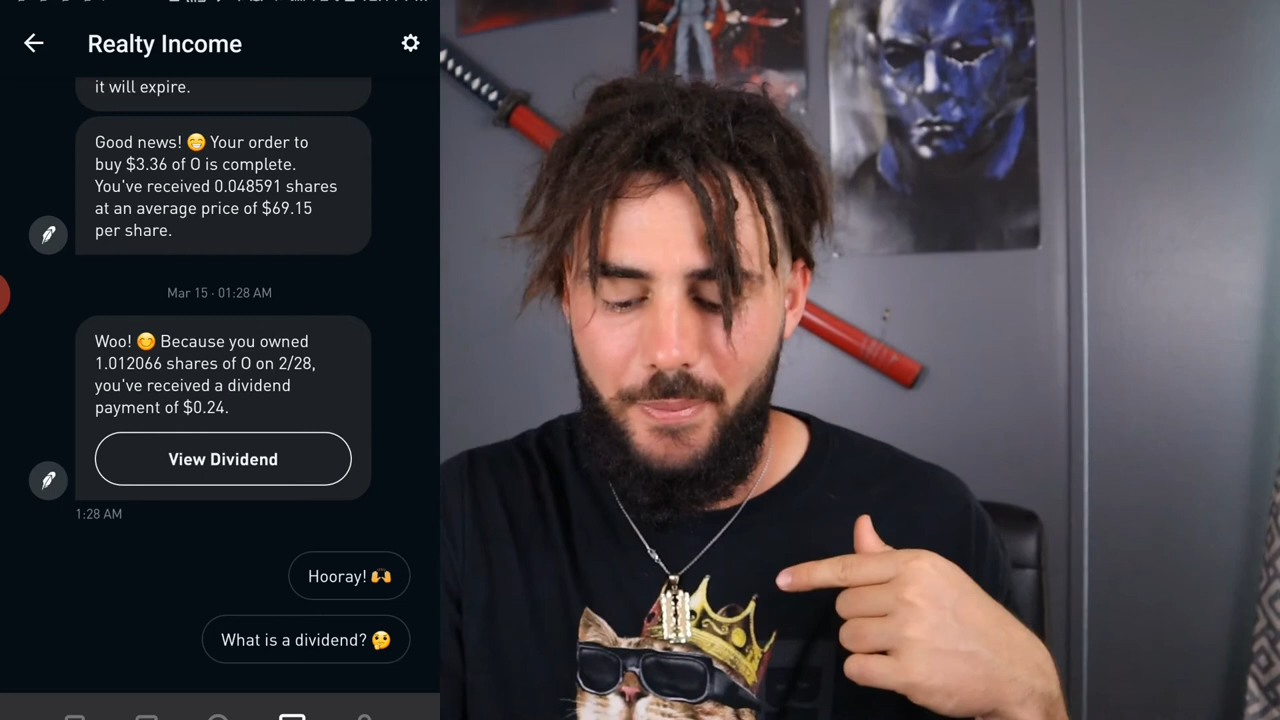 Realty Income
it will expire.
Good news! 😁 Your order to
buy $3.36 of O is complete.
You've received 0.048591 shares
at an average price of $69.15
per share.
Mar 15 · 01:28 AM
Woo! 😊 Because you owned
1.012066 shares of O on 2/28,
you've received a dividend
payment of $0.24.
View Dividend
1:28 AM
Hooray! 🙌
What is a dividend? 🤔